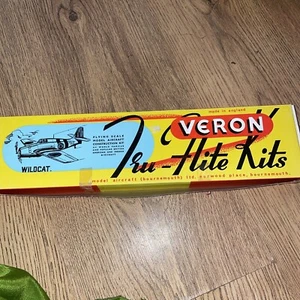 made in england
VERON
FLYING SCALE
MODEL AIRCRAFT
CONSTRUCTION KIT
WILDCAT.
Tru-Flite Kits
model aircraft (bournemouth) ltd. norwood place, bournemouth.